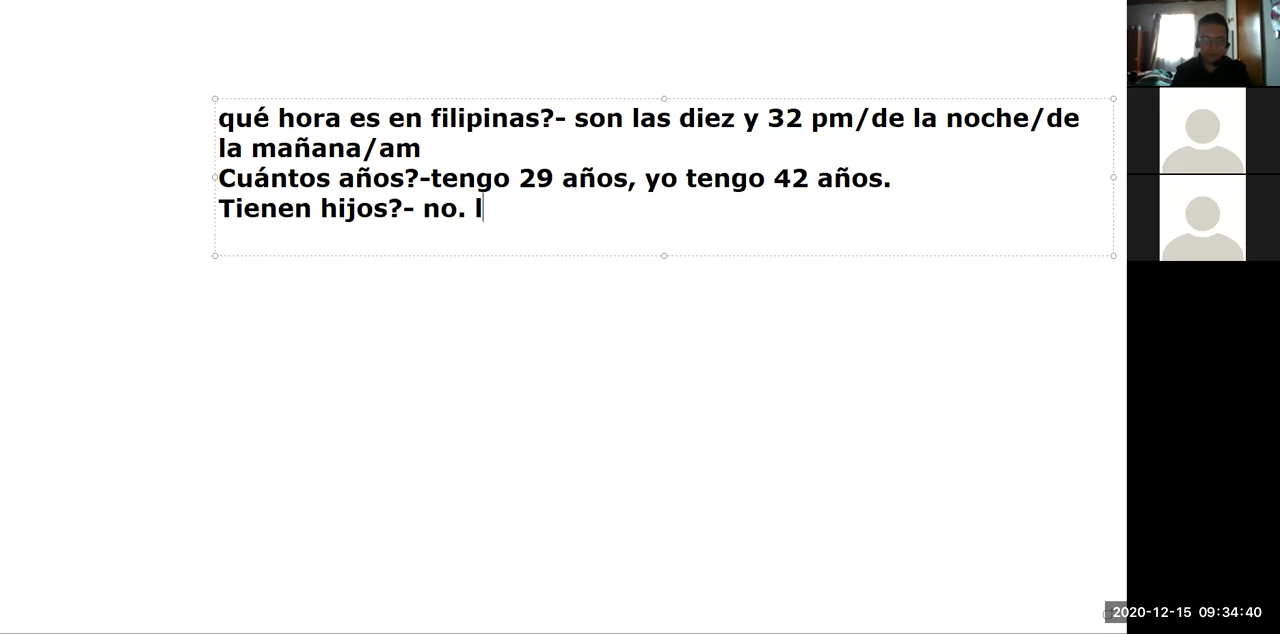 qué hora es en filipinas?- son las diez y 32 pm/de la noche/de
la mañana/am
Cuántos años?-tengo 29 años, yo tengo 42 años.
Tienen hijos?- no. l
2020-12-15 09:34:40